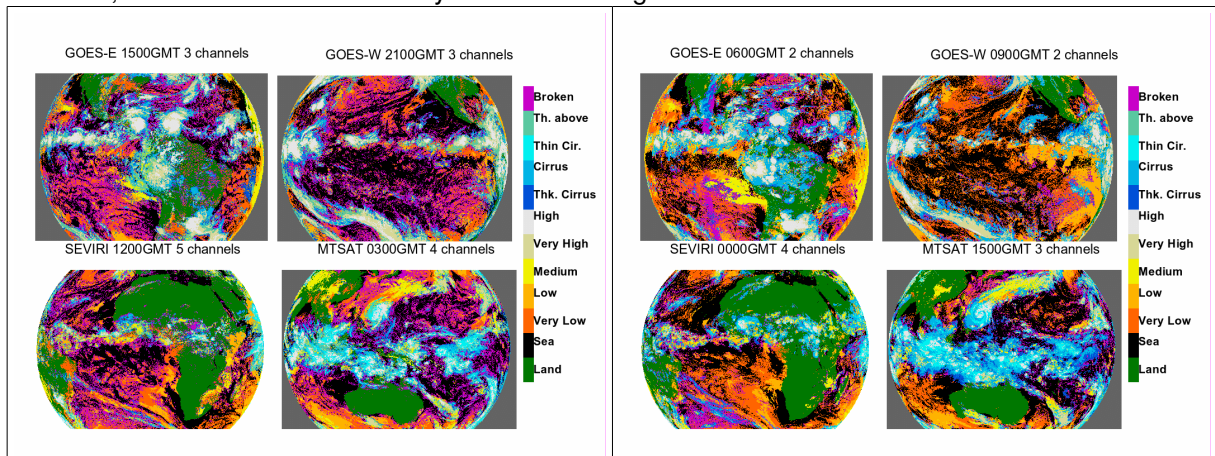 GOES-E 1500GMT 3 channels
GOES-W 2100GMT 3 channels
Broken
Th. above
Thin Cir.
Cirrus
Thk. Cirrus
High
Very High
Medium
Low
Very Low
Sea
Land
SEVIRI 1200GMT 5 channels
MTSAT 0300GMT 4 channels
GOES-E 0600GMT 2 channels
GOES-W 0900GMT 2 channels
Broken
Th. above
Thin Cir.
Cirrus
Thk. Cirrus
High
Very High
Medium
Low
Very Low
Sea
Land
SEVIRI 0000GMT 4 channels
MTSAT 1500GMT 3 channels